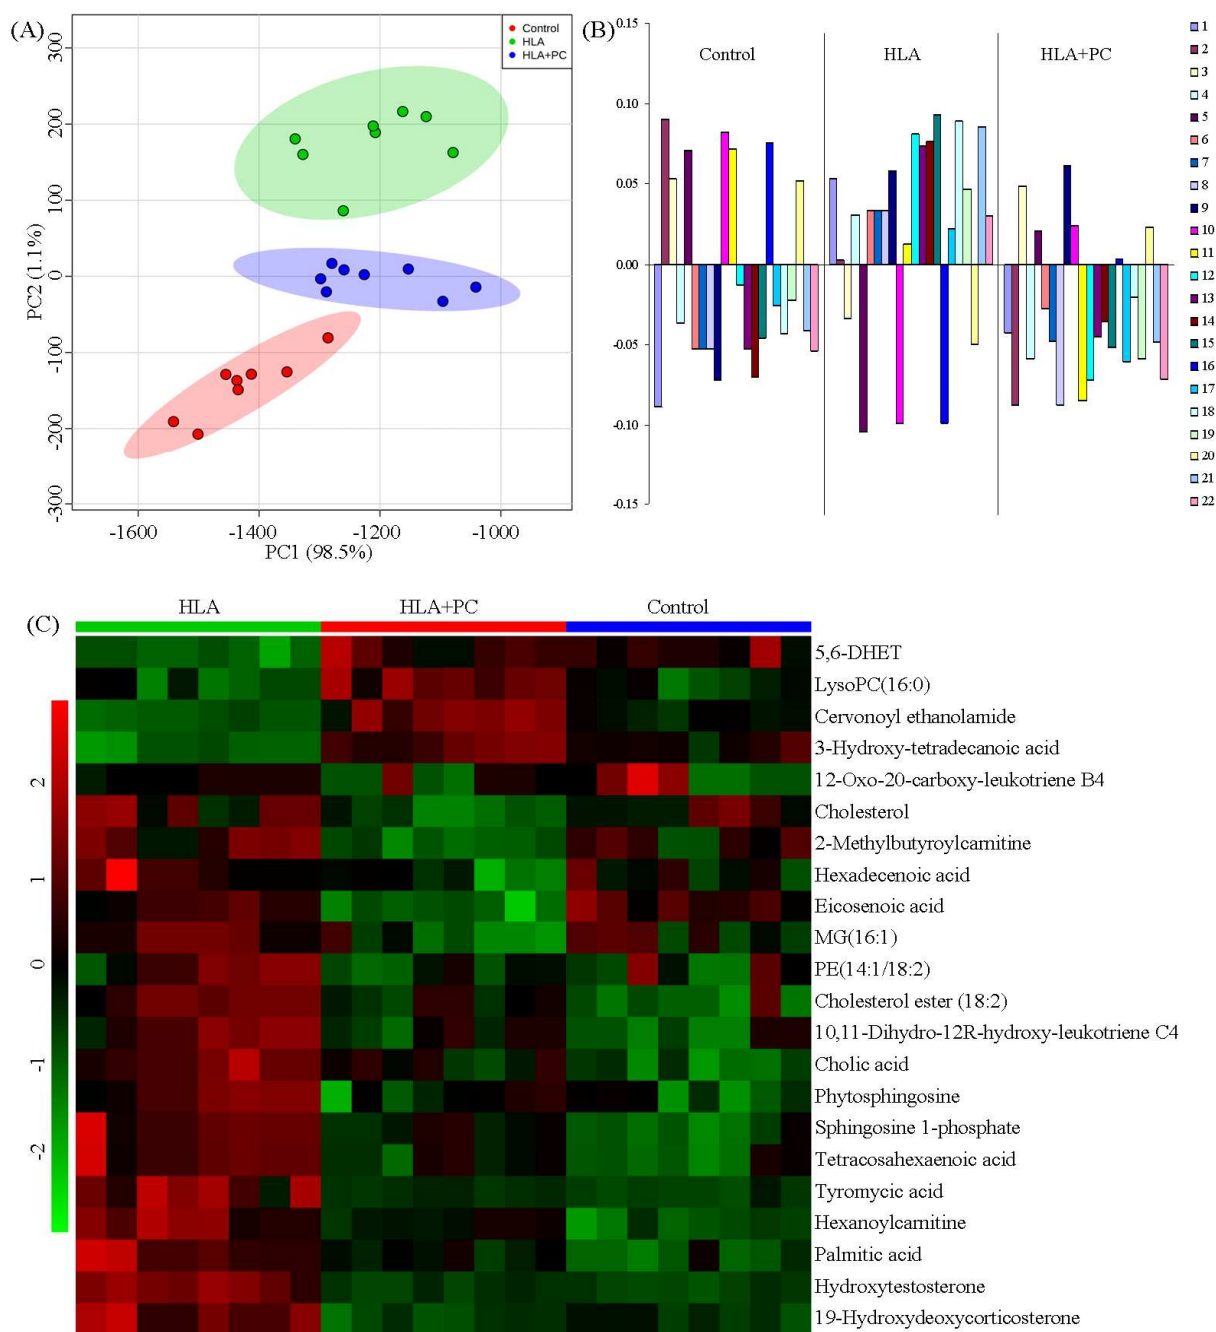 (A)
Control
HLA
HLA+PC
300
200
100
0
-100
-200
-300
PC2 (1.1%)
-1600 -1400 -1200 -1000
PC1 (98.5%)
(B)
Control HLA HLA+PC
0.15
0.10
0.05
0.00
-0.05
-0.10
-0.15
1
2
3
4
5
6
7
8
9
10
11
12
13
14
15
16
17
18
19
20
21
22
(C)
HLA HLA+PC Control
2
1
0
-1
-2
5,6-DHET
LysoPC(16:0)
Cervonoyl ethanolamide
3-Hydroxy-tetradecanoic acid
12-Oxo-20-carboxy-leukotriene B4
Cholesterol
2-Methylbutyroylcarnitine
Hexadecenoic acid
Eicosenoic acid
MG(16:1)
PE(14:1/18:2)
Cholesterol ester (18:2)
10,11-Dihydro-12R-hydroxy-leukotriene C4
Cholic acid
Phytosphingosine
Sphingosine 1-phosphate
Tetracosahexaenoic acid
Tyromycic acid
Hexanoylcarnitine
Palmitic acid
Hydroxytestosterone
19-Hydroxydeoxycorticosterone